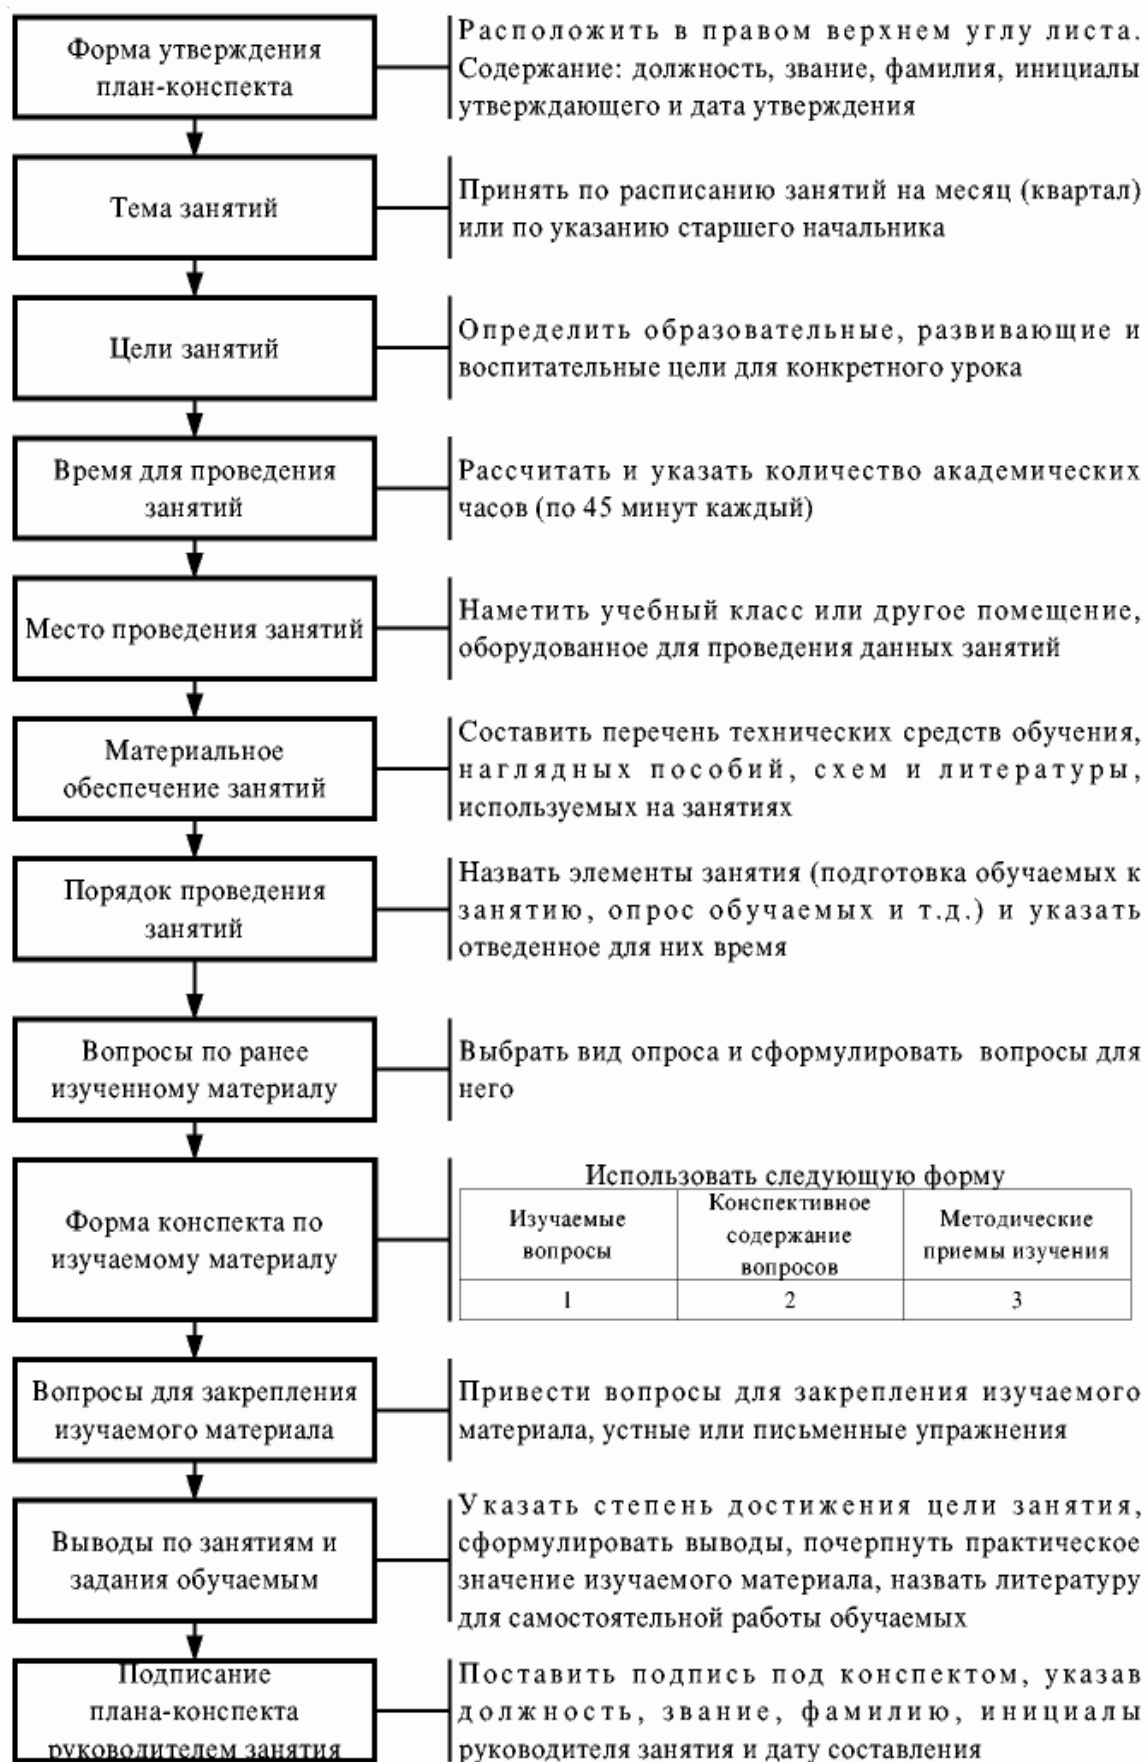 Форма утверждения
план-конспекта
Расположить в правом верхнем углу листа.
Содержание: должность, звание, фамилия, инициалы
утверждающего и дата утверждения
Тема занятий
Принять по расписанию занятий на месяц (квартал)
или по указанию старшего начальника
Цели занятий
Определить образовательные, развивающие и
воспитательные цели для конкретного урока
Время для проведения
занятий
Рассчитать и указать количество академических
часов (по 45 минут каждый)
Место проведения занятий
Наметить учебный класс или другое помещение,
оборудованное для проведения данных занятий
Материальное
обеспечение занятий
Составить перечень технических средств обучения,
наглядных пособий, схем и литературы,
используемых на занятиях
Порядок проведения
занятий
Назвать элементы занятия (подготовка обучаемых к
занятию, опрос обучаемых и т.д.) и указать
отведенное для них время
Вопросы по ранее
изученному материалу
Выбрать вид опроса и сформулировать вопросы для
него
Форма конспекта по
изучаемому материалу
Использовать следующую форму
Изучаемые
вопросы
Конспективное
содержание
вопросов
Методические
приемы изучения
1
2
3
Вопросы для закрепления
изучаемого материала
Привести вопросы для закрепления изучаемого
материала, устные или письменные упражнения
Выводы по занятиям и
задания обучаемым
Указать степень достижения цели занятия,
сформулировать выводы, почерпнуть практическое
значение изучаемого материала, назвать литературу
для самостоятельной работы обучаемых
Подписание
плана-конспекта
руководителем занятия
Поставить подпись под конспектом, указав
должность, звание, фамилию, инициалы
руководителя занятия и дату составления